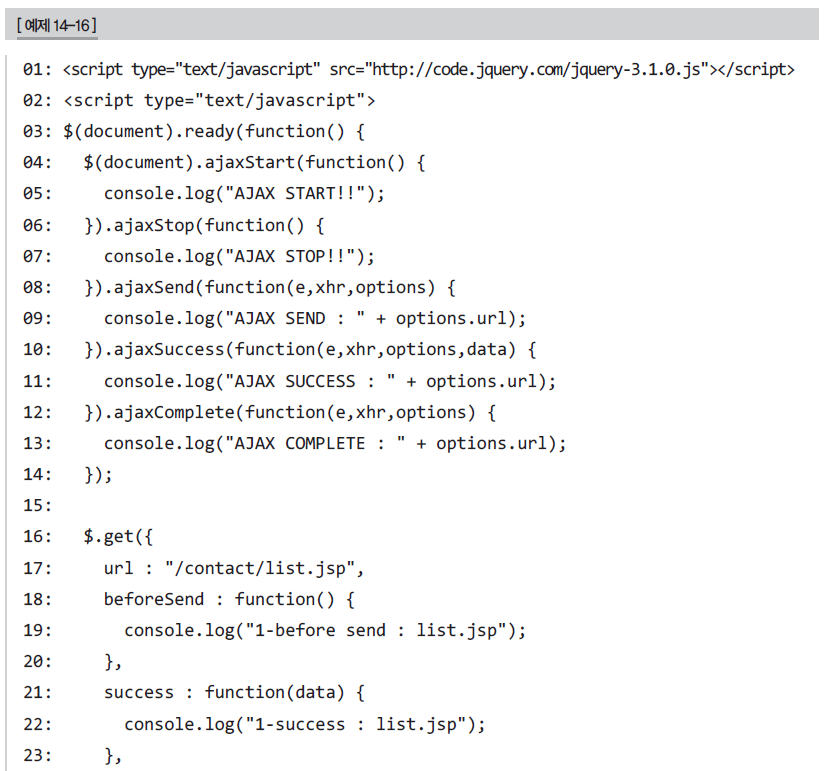 [ 예제 14-16 ]
01: <script type="text/javascript" src="http://code.jquery.com/jquery-3.1.0.js"></script>
02: <script type="text/javascript">
03: $(document).ready(function() {
04:   $(document).ajaxStart(function() {
05:     console.log("AJAX START!!");
06:   }).ajaxStop(function() {
07:     console.log("AJAX STOP!!");
08:   }).ajaxSend(function(e,xhr,options) {
09:     console.log("AJAX SEND : " + options.url);
10:   }).ajaxSuccess(function(e,xhr,options,data) {
11:     console.log("AJAX SUCCESS : " + options.url);
12:   }).ajaxComplete(function(e,xhr,options) {
13:     console.log("AJAX COMPLETE : " + options.url);
14:   });
15:
16:   $.get({
17:     url : "/contact/list.jsp",
18:     beforeSend : function() {
19:       console.log("1-before send : list.jsp");
20:     },
21:     success : function(data) {
22:       console.log("1-success : list.jsp");
23:     },